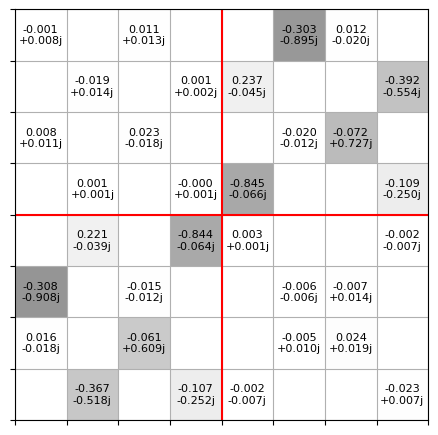 -0.001 0.011 -0.303 0.012
+0.008j +0.013j -0.895j -0.020j
-0.019 0.001 0.237 -0.392
+0.014j +0.002j -0.045j -0.554j
0.008 0.023 -0.020 -0.072
+0.011j -0.018j -0.012j +0.727j
0.001 -0.000 -0.845 -0.109
+0.001j +0.001j -0.066j -0.250j
0.221 -0.844 0.003 -0.002
-0.039j -0.064j +0.001j -0.007j
-0.308 -0.015 -0.006 -0.007
-0.908j -0.012j -0.006j +0.014j
0.016 -0.061 -0.005 0.024
-0.018j +0.609j +0.010j +0.019j
-0.367 -0.107 -0.002 -0.023
-0.518j -0.252j -0.007j +0.007j